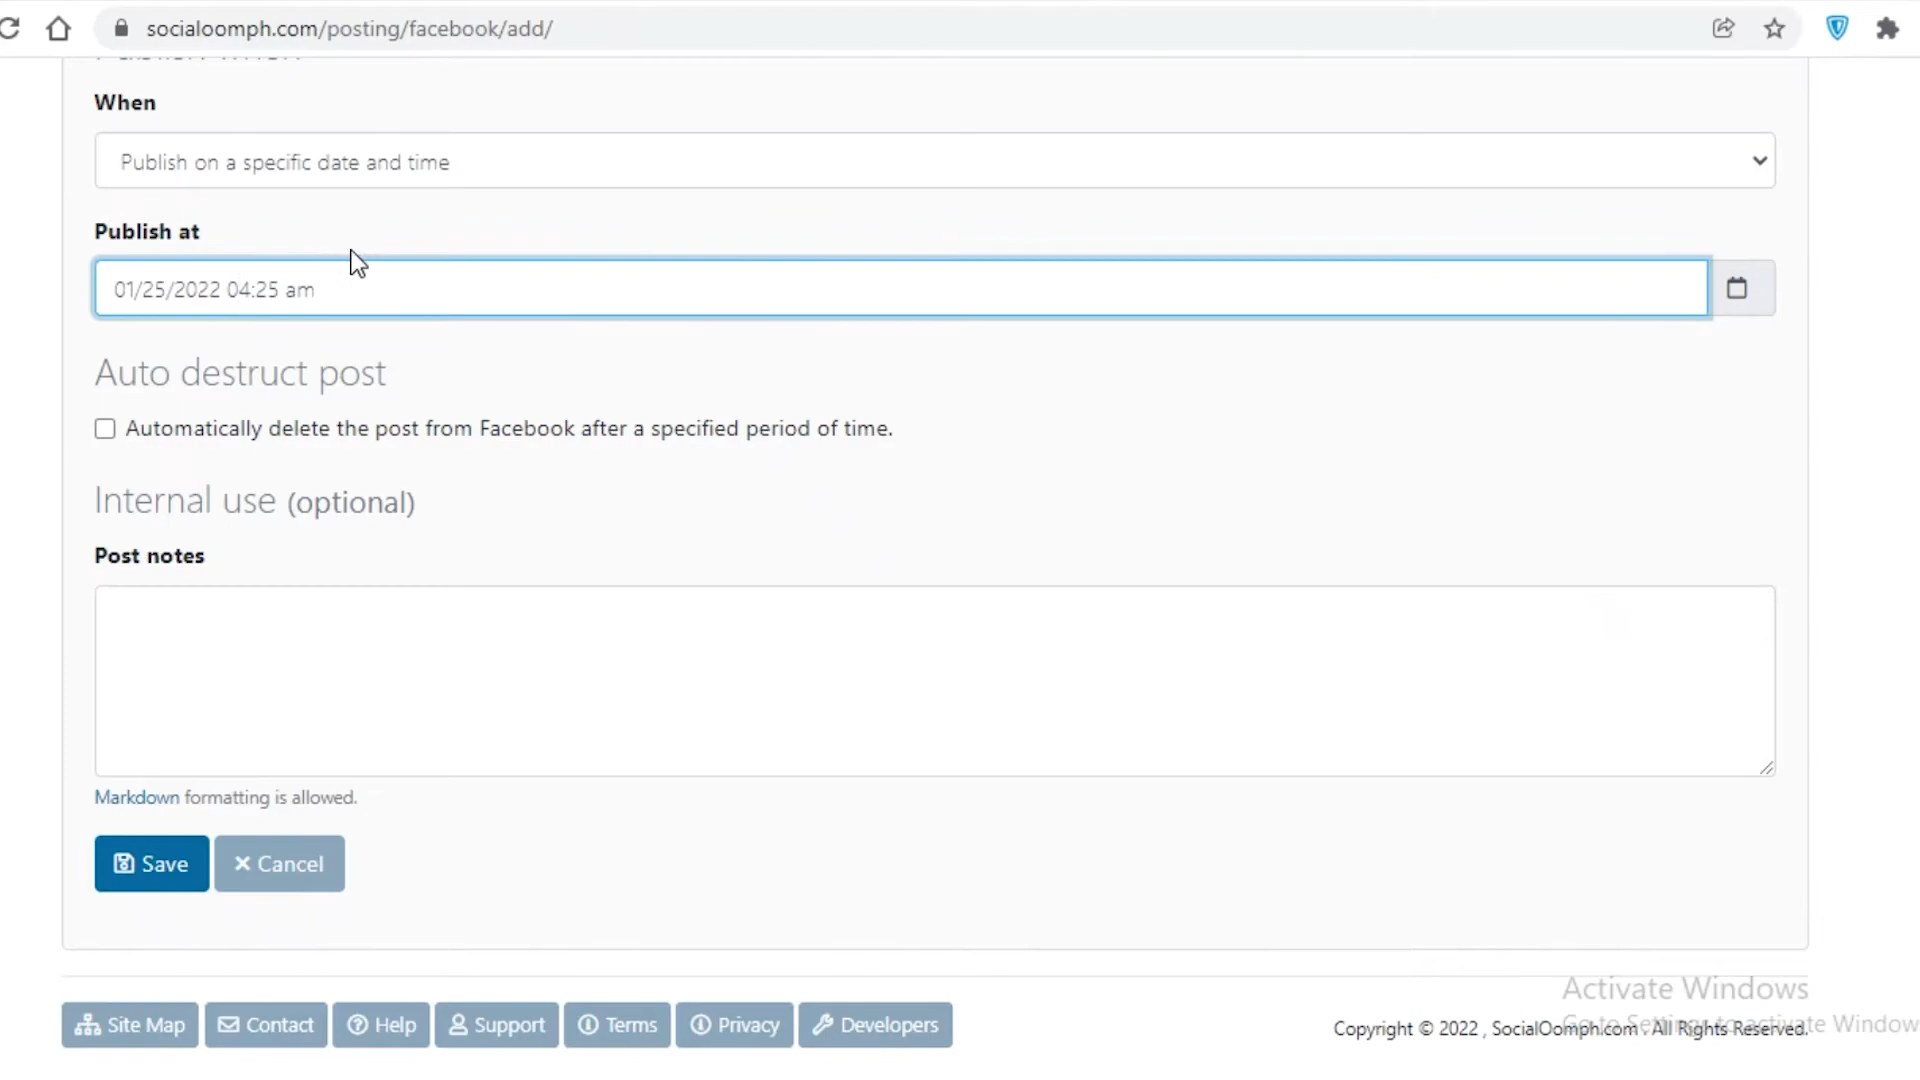 socialoomph.com/posting/facebook/add/
When
Publish on a specific date and time
Publish at
01/25/2022 04:25 am
Auto destruct post
Automatically delete the post from Facebook after a specified period of time.
Internal use (optional)
Post notes
Markdown formatting is allowed.
Save
Cancel
Activate Windows
Go to Settings to activate Window
Site Map
Contact
Help
Support
Terms
Privacy
Developers
Copyright © 2022 , SocialOomph.com . All Rights Reserved.